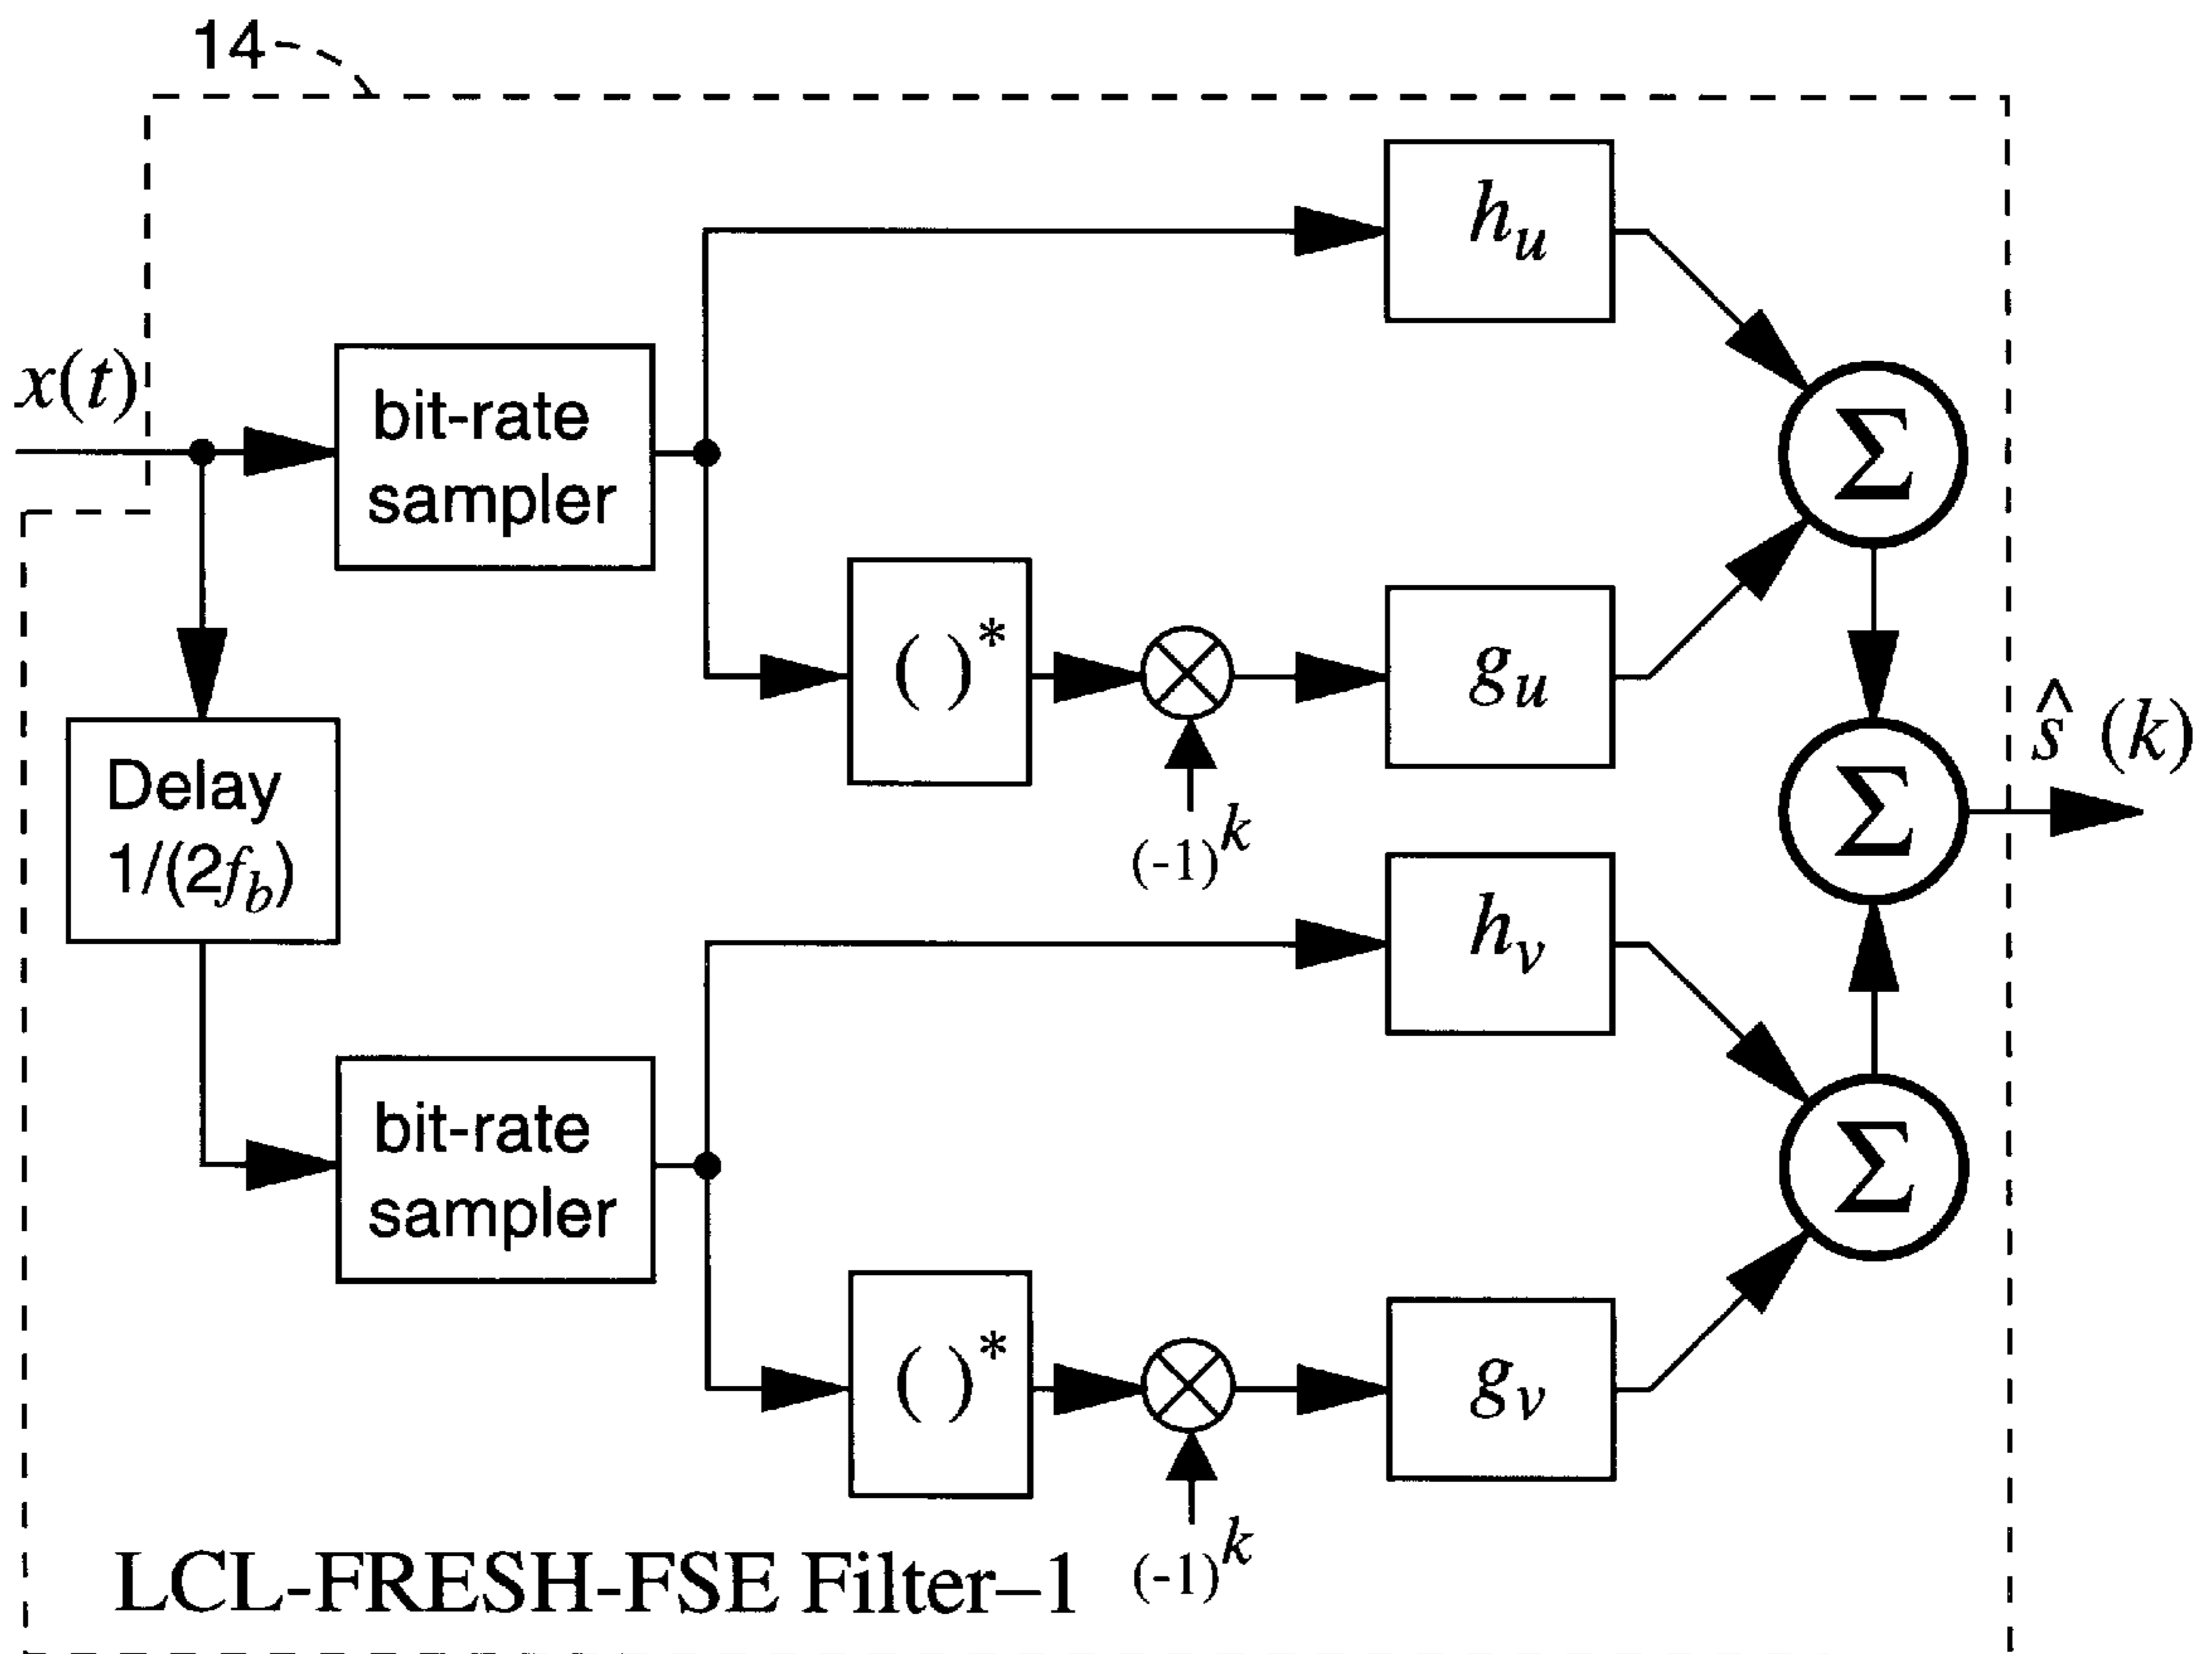 14
x(t)
bit-rate
sampler
h_u
Σ
( )*
g_u
(-1)^k
Delay
1/(2f_b)
Σ
ŝ (k)
h_v
bit-rate
sampler
Σ
( )*
g_v
(-1)^k
LCL-FRESH-FSE Filter–1